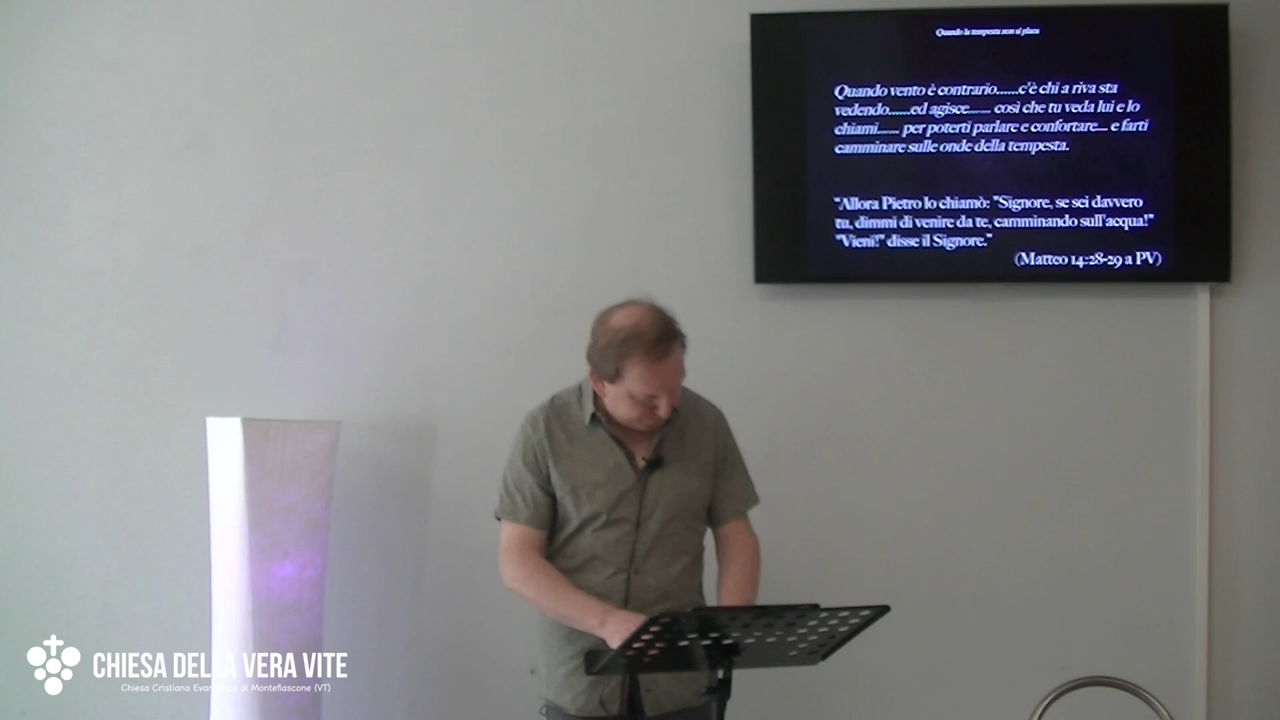 Quando la tempesta non si placa
Quando vento è contrario......c'è chi a riva sta
vedendo......ed agisce...... così che tu veda lui e lo
chiami...... per poterti parlare e confortare.... e farti
camminare sulle onde della tempesta.
"Allora Pietro lo chiamò: "Signore, se sei davvero
tu, dimmi di venire da te, camminando sull'acqua!"
"Vieni!" disse il Signore."
(Matteo 14:28-29 a PV)
CHIESA DELLA VERA VITE
Chiesa Cristiana Evangelica di Montefiascone (VT)